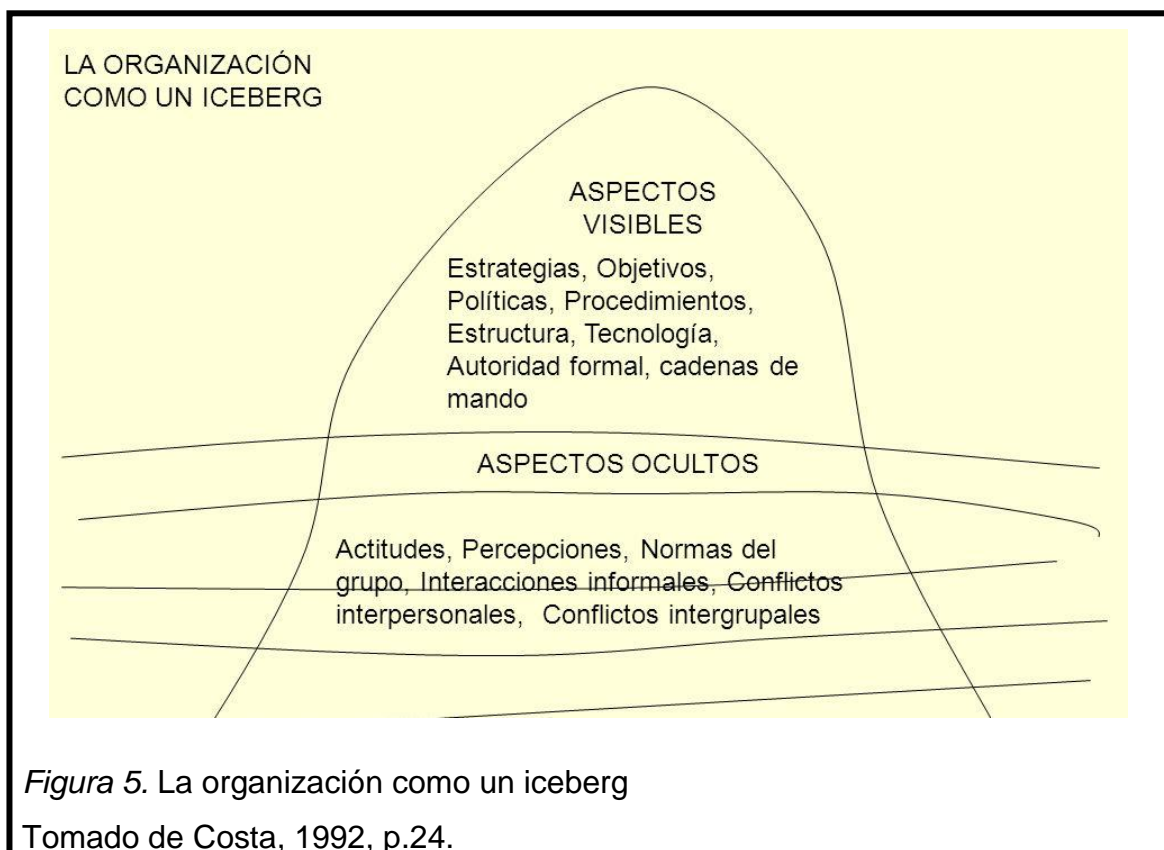 LA ORGANIZACIÓN
COMO UN ICEBERG
ASPECTOS
VISIBLES
Estrategias, Objetivos,
Políticas, Procedimientos,
Estructura, Tecnología,
Autoridad formal, cadenas de
mando
ASPECTOS OCULTOS
Actitudes, Percepciones, Normas del
grupo, Interacciones informales, Conflictos
interpersonales, Conflictos intergrupales
Figura 5. La organización como un iceberg
Tomado de Costa, 1992, p.24.